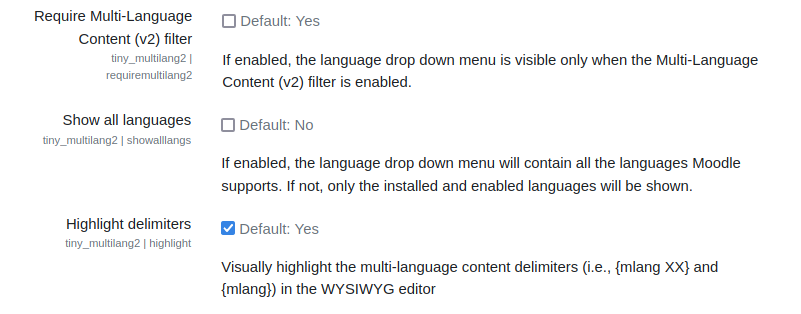 Require Multi-Language
Content (v2) filter
tiny_multilang2 |
requiremultilang2
Default: Yes
If enabled, the language drop down menu is visible only when the Multi-Language
Content (v2) filter is enabled.
Show all languages
tiny_multilang2 | showalllangs
Default: No
If enabled, the language drop down menu will contain all the languages Moodle
supports. If not, only the installed and enabled languages will be shown.
Highlight delimiters
tiny_multilang2 | highlight
Default: Yes
Visually highlight the multi-language content delimiters (i.e., {mlang XX} and
{mlang}) in the WYSIWYG editor